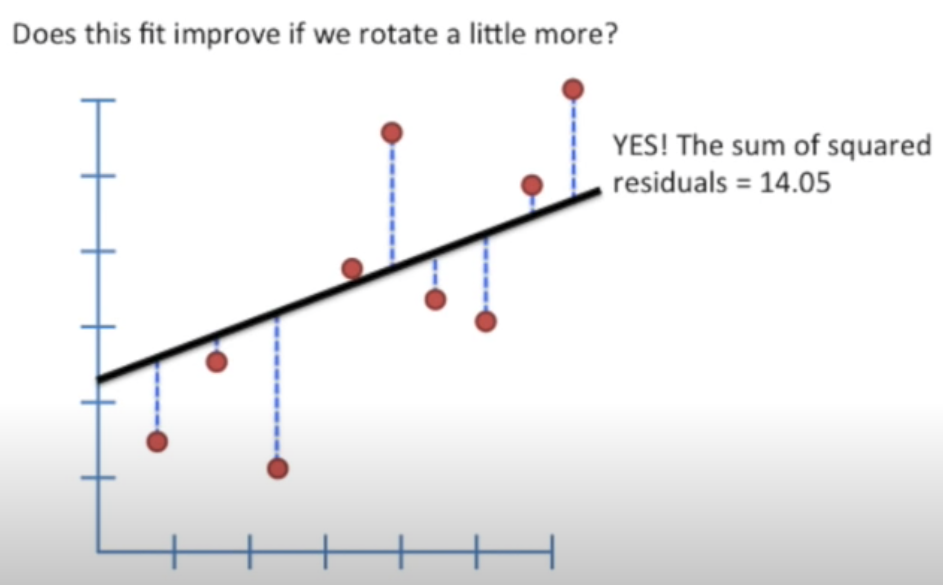 Does this fit improve if we rotate a little more?
YES! The sum of squared
residuals = 14.05